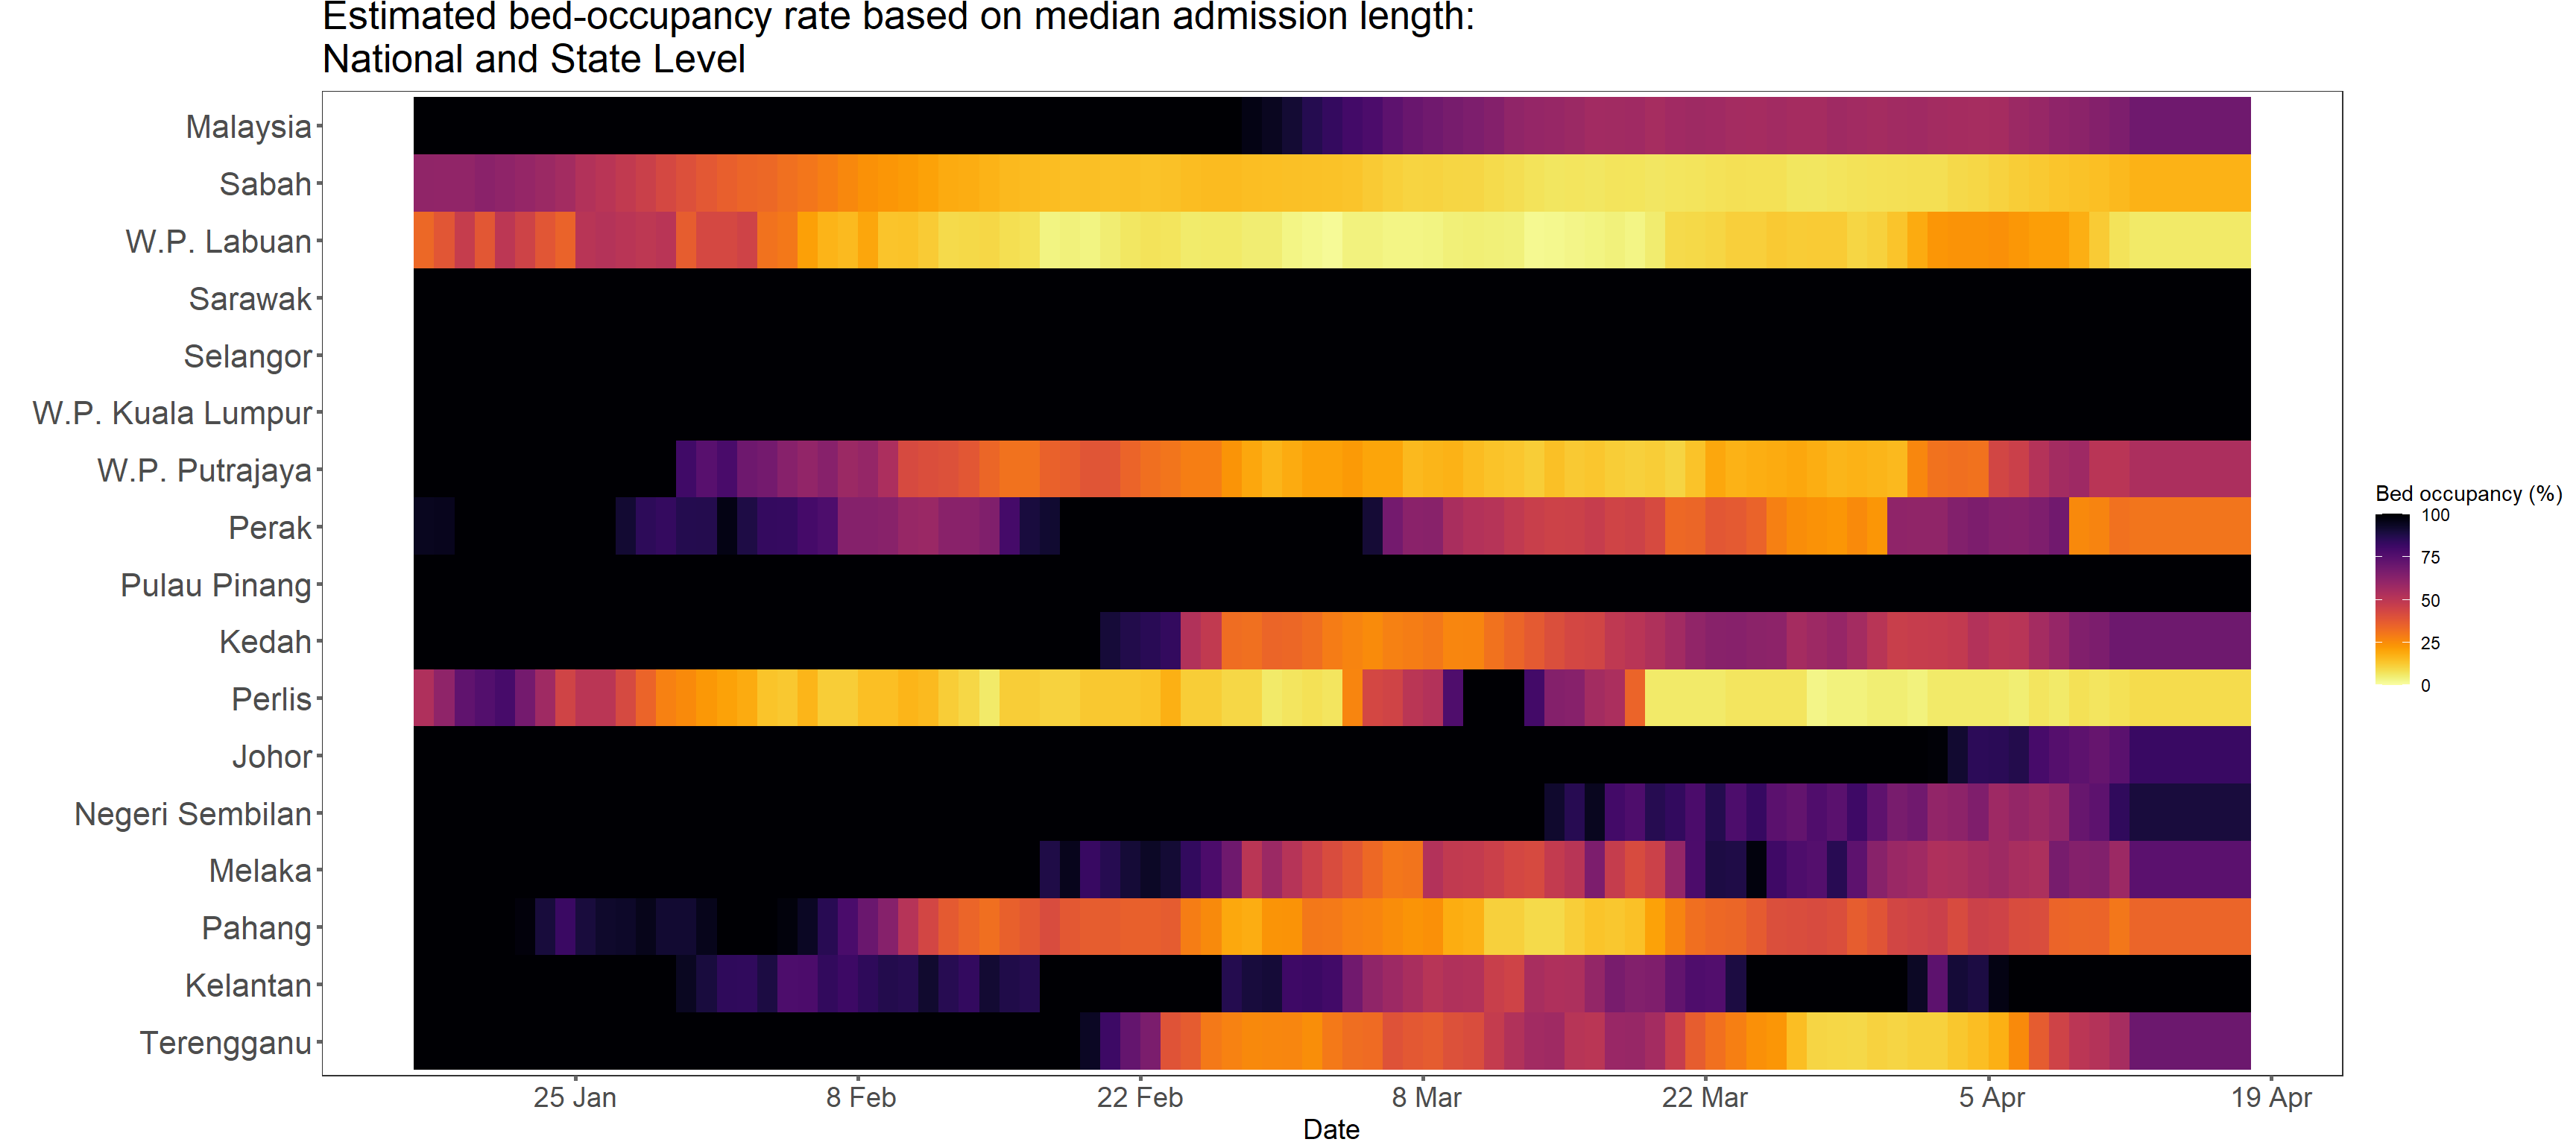 Estimated bed-occupancy rate based on median admission length:
National and State Level
Malaysia
Sabah
W.P. Labuan
Sarawak
Selangor
W.P. Kuala Lumpur
W.P. Putrajaya
Perak
Pulau Pinang
Kedah
Perlis
Johor
Negeri Sembilan
Melaka
Pahang
Kelantan
Terengganu
25 Jan
8 Feb
22 Feb
8 Mar
22 Mar
5 Apr
19 Apr
Date
Bed occupancy (%)
100
75
50
25
0